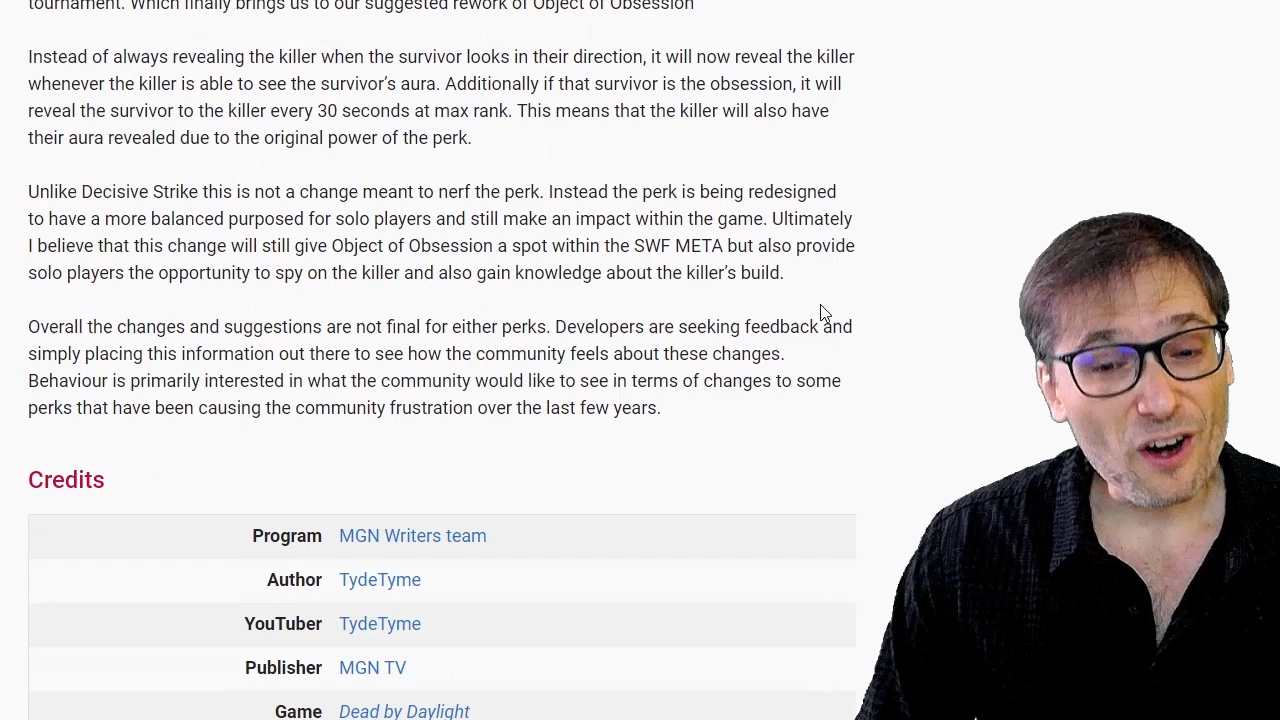 tournament. Which finally brings us to our suggested rework of Object of Obsession
Instead of always revealing the killer when the survivor looks in their direction, it will now reveal the killer
whenever the killer is able to see the survivor’s aura. Additionally if that survivor is the obsession, it will
reveal the survivor to the killer every 30 seconds at max rank. This means that the killer will also have
their aura revealed due to the original power of the perk.
Unlike Decisive Strike this is not a change meant to nerf the perk. Instead the perk is being redesigned
to have a more balanced purposed for solo players and still make an impact within the game. Ultimately
I believe that this change will still give Object of Obsession a spot within the SWF META but also provide
solo players the opportunity to spy on the killer and also gain knowledge about the killer’s build.
Overall the changes and suggestions are not final for either perks. Developers are seeking feedback and
simply placing this information out there to see how the community feels about these changes.
Behaviour is primarily interested in what the community would like to see in terms of changes to some
perks that have been causing the community frustration over the last few years.
Credits
Program MGN Writers team
Author TydeTyme
YouTuber TydeTyme
Publisher MGN TV
Game Dead by Daylight